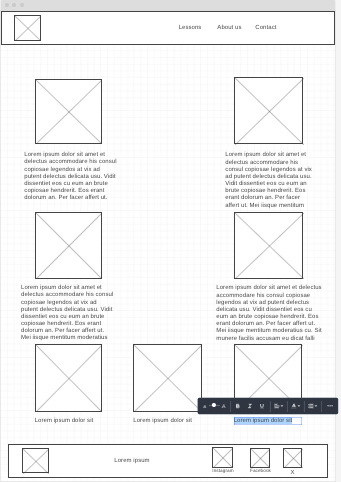 Lessons About us Contact
Lorem ipsum dolor sit amet et
delectus accommodare his consul
copiosae legendos at vix ad
putent delectus delicata usu. Vidit
dissentiet eos cu eum an brute
copiosae hendrerit. Eos erant
dolorum an. Per facer affert ut.
Lorem ipsum dolor sit amet et
delectus accommodare his
consul copiosae legendos at vix
ad putent delectus delicata usu.
Vidit dissentiet eos cu eum an
brute copiosae hendrerit. Eos
erant dolorum an. Per facer
affert ut. Mei iisque mentitum
Lorem ipsum dolor sit amet et
delectus accommodare his consul
copiosae legendos at vix ad
putent delectus delicata usu. Vidit
dissentiet eos cu eum an brute
copiosae hendrerit. Eos erant
dolorum an. Per facer affert ut.
Mei iisque mentitum moderatius
Lorem ipsum dolor sit amet et delectus
accommodare his consul copiosae
legendos at vix ad putent delectus
delicata usu. Vidit dissentiet eos cu
eum an brute copiosae hendrerit. Eos
erant dolorum an. Per facer affert ut.
Mei iisque mentitum moderatius cu. Sit
munere facilis accusam eu dicat falli
Lorem ipsum dolor sit
Lorem ipsum dolor sit
B I U
Lorem ipsum dolor sit
Lorem ipsum
Instagram Facebook X